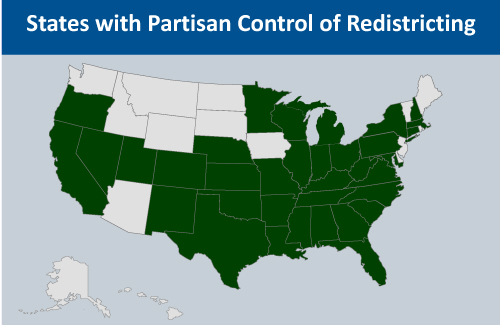 States with Partisan Control of Redistricting